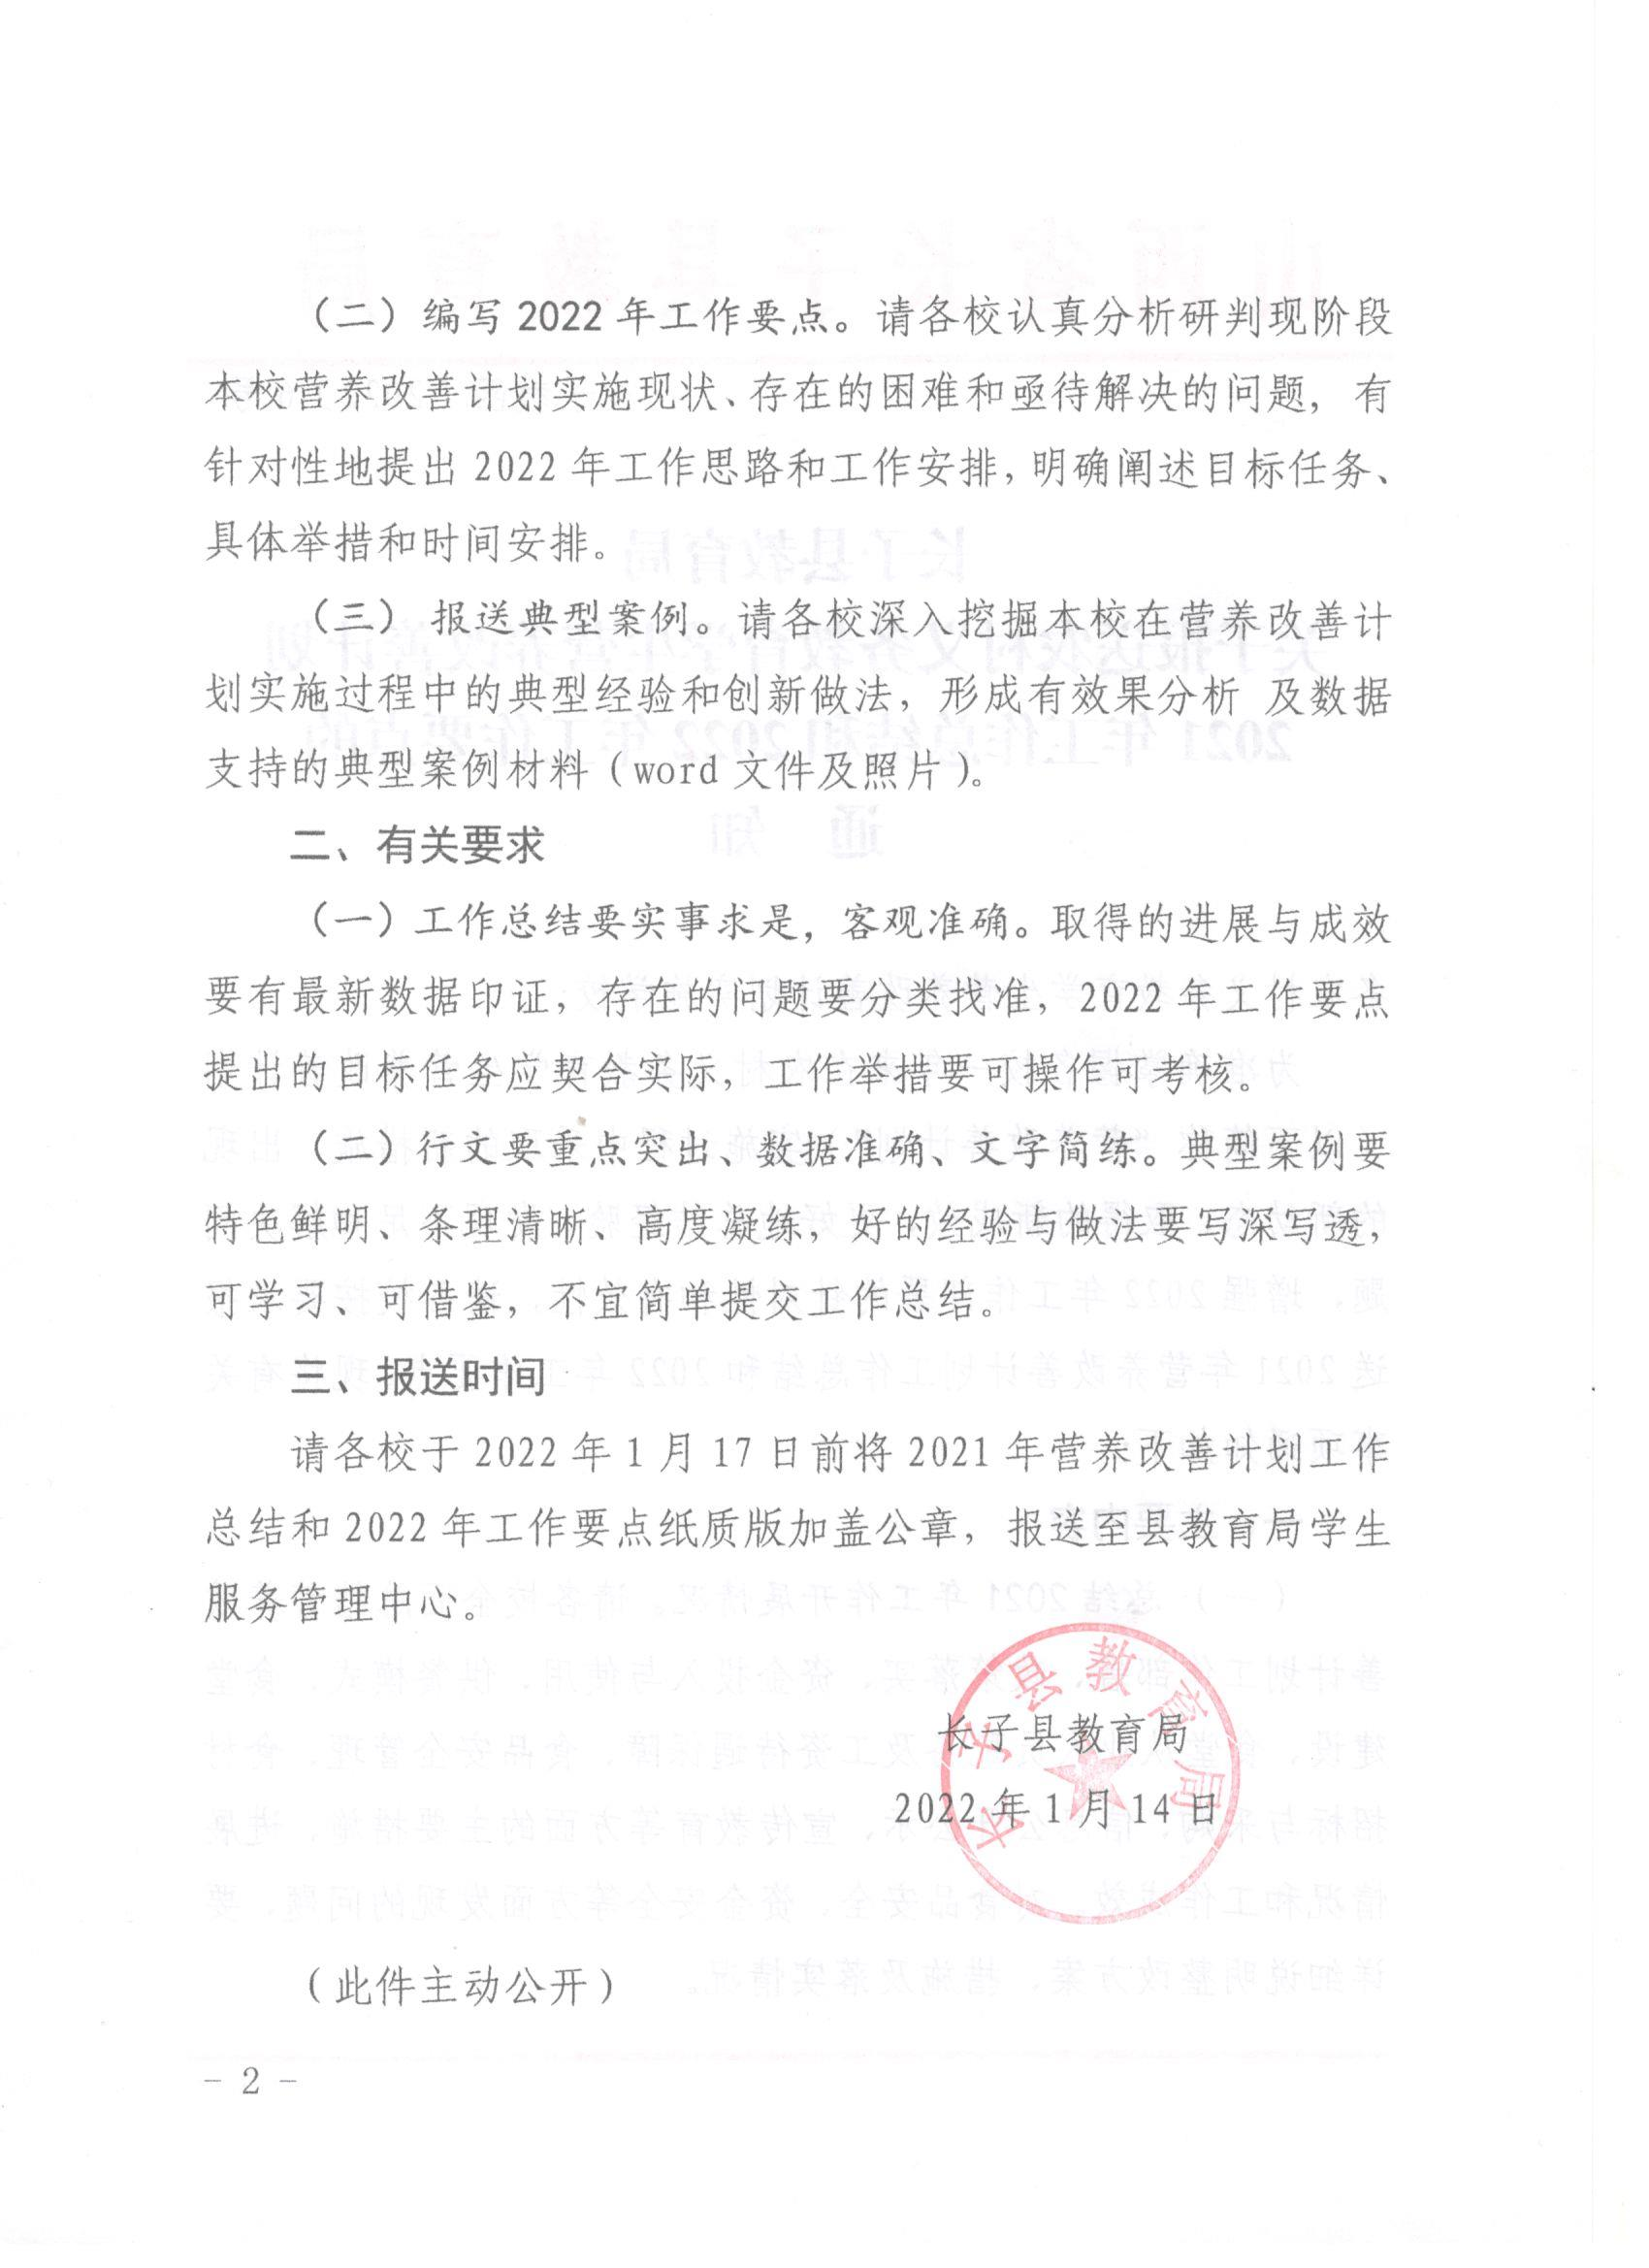 （二）编写 2022 年工作要点。请各校认真分析研判现阶段
本校营养改善计划实施现状、存在的困难和亟待解决的问题，有
针对性地提出 2022 年工作思路和工作安排，明确阐述目标任务、
具体举措和时间安排。
（三） 报送典型案例。请各校深入挖掘本校在营养改善计
划实施过程中的典型经验和创新做法，形成有效果分析 及数据
支持的典型案例材料（word 文件及照片）。
二、有关要求
（一）工作总结要实事求是，客观准确。取得的进展与成效
要有最新数据印证，存在的问题要分类找准，2022 年工作要点
提出的目标任务应契合实际，工作举措要可操作可考核。
（二）行文要重点突出、数据准确、文字简练。典型案例要
特色鲜明、条理清晰、高度凝练，好的经验与做法要写深写透，
可学习、可借鉴，不宜简单提交工作总结。
三、报送时间
请各校于 2022 年 1 月 17 日前将 2021 年营养改善计划工作
总结和 2022 年工作要点纸质版加盖公章，报送至县教育局学生
服务管理中心。
长子县教育局
长子县教育局
2022 年 1 月 14 日
（此件主动公开）
- 2 -